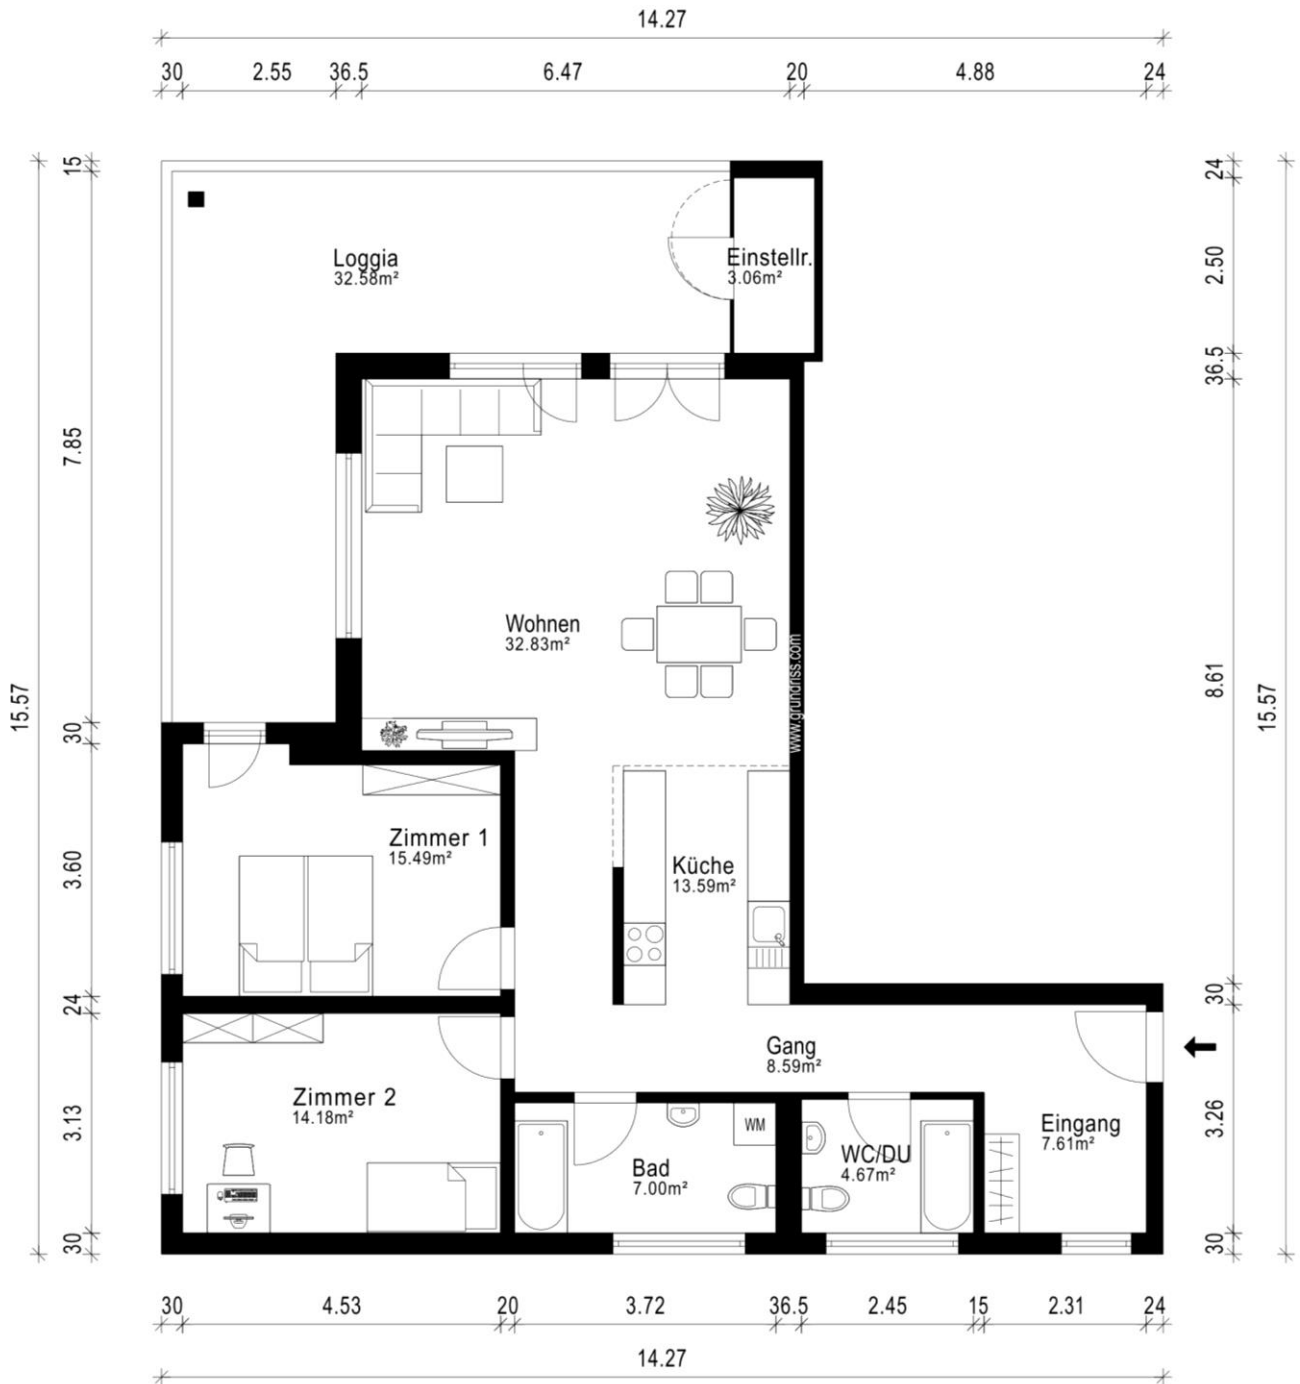 14.27
30 2.55 36.5 6.47 20 4.88 24
15
24
Loggia
32.58m²
Einstellr.
3.06m²
2.50
36.5
7.85
Wohnen
32.83m²
www.grundriss.com
8.61
15.57
15.57
30
Zimmer 1
15.49m²
Küche
13.59m²
3.60
24
30
Gang
8.59m²
Zimmer 2
14.18m²
3.13
WM
Eingang
7.61m²
3.26
Bad
7.00m²
WC/DU
4.67m²
30
30
30 4.53 20 3.72 36.5 2.45 15 2.31 24
14.27